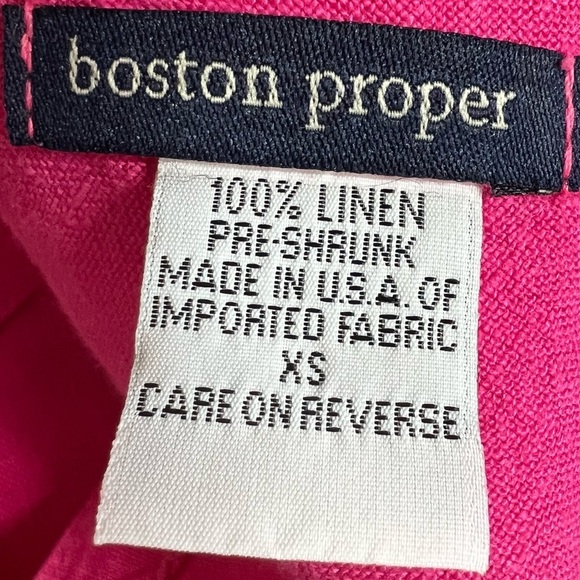 boston proper
100% LINEN
PRE-SHRUNK
MADE IN U.S.A. OF
IMPORTED FABRIC
XS
CARE ON REVERSE